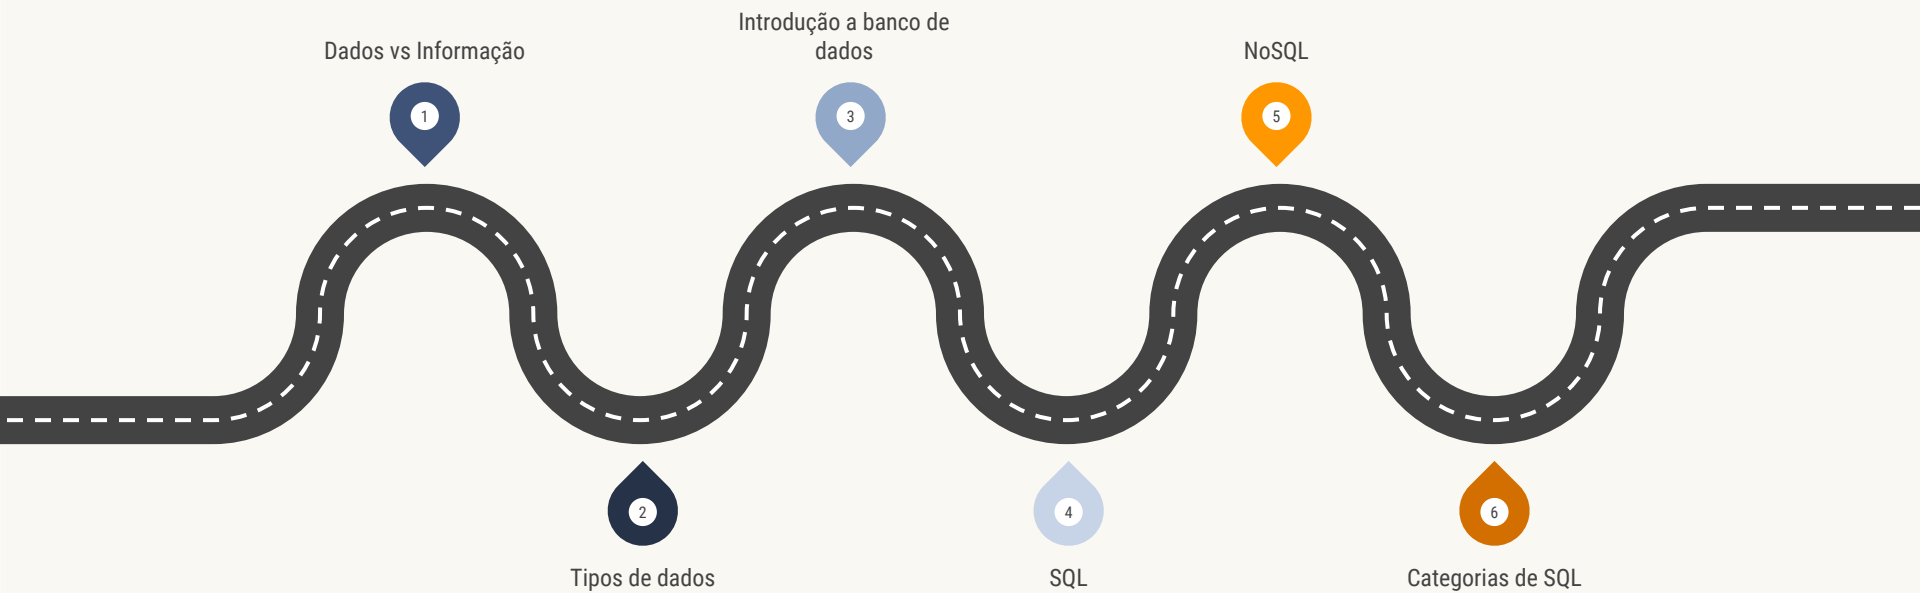 Dados vs Informação
1
2
Tipos de dados
Introdução a banco de
dados
3
4
SQL
NoSQL
5
6
Categorias de SQL